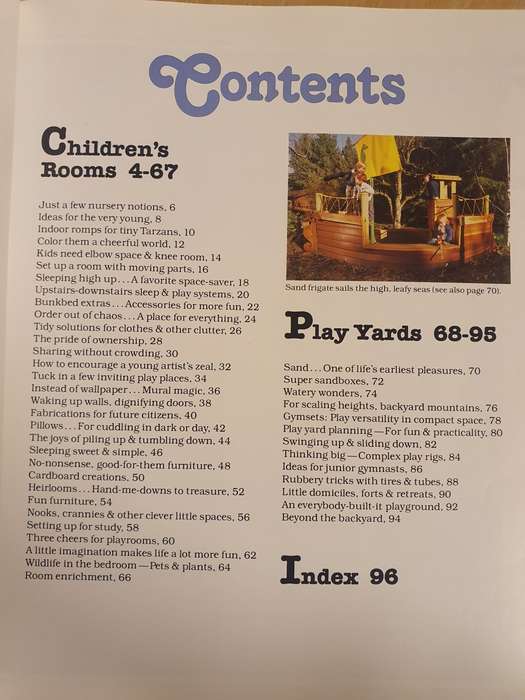 Contents
Children's
Rooms 4-67
Just a few nursery notions, 6
Ideas for the very young, 8
Indoor romps for tiny Tarzans, 10
Color them a cheerful world, 12
Kids need elbow space & knee room, 14
Set up a room with moving parts, 16
Sleeping high up...A favorite space-saver, 18
Upstairs-downstairs sleep & play systems, 20
Bunkbed extras...Accessories for more fun, 22
Order out of chaos...A place for everything, 24
Tidy solutions for clothes & other clutter, 26
The pride of ownership, 28
Sharing without crowding, 30
How to encourage a young artist's zeal, 32
Tuck in a few inviting play places, 34
Instead of wallpaper...Mural magic, 36
Waking up walls, dignifying doors, 38
Fabrications for future citizens, 40
Pillows...For cuddling in dark or day, 42
The joys of piling up & tumbling down, 44
Sleeping sweet & simple, 46
No-nonsense, good-for-them furniture, 48
Cardboard creations, 50
Heirlooms...Hand-me-downs to treasure, 52
Fun furniture, 54
Nooks, crannies & other clever little spaces, 56
Setting up for study, 58
Three cheers for playrooms, 60
A little imagination makes life a lot more fun, 62
Wildlife in the bedroom—Pets & plants, 64
Room enrichment, 66
Sand frigate sails the high, leafy seas (see also page 70).
Play Yards 68-95
Sand...One of life's earliest pleasures, 70
Super sandboxes, 72
Watery wonders, 74
For scaling heights, backyard mountains, 76
Gymsets: Play versatility in compact space, 78
Play yard planning—For fun & practicality, 80
Swinging up & sliding down, 82
Thinking big—Complex play rigs, 84
Ideas for junior gymnasts, 86
Rubbery tricks with tires & tubes, 88
Little domiciles, forts & retreats, 90
An everybody-built-it playground, 92
Beyond the backyard, 94
Index 96